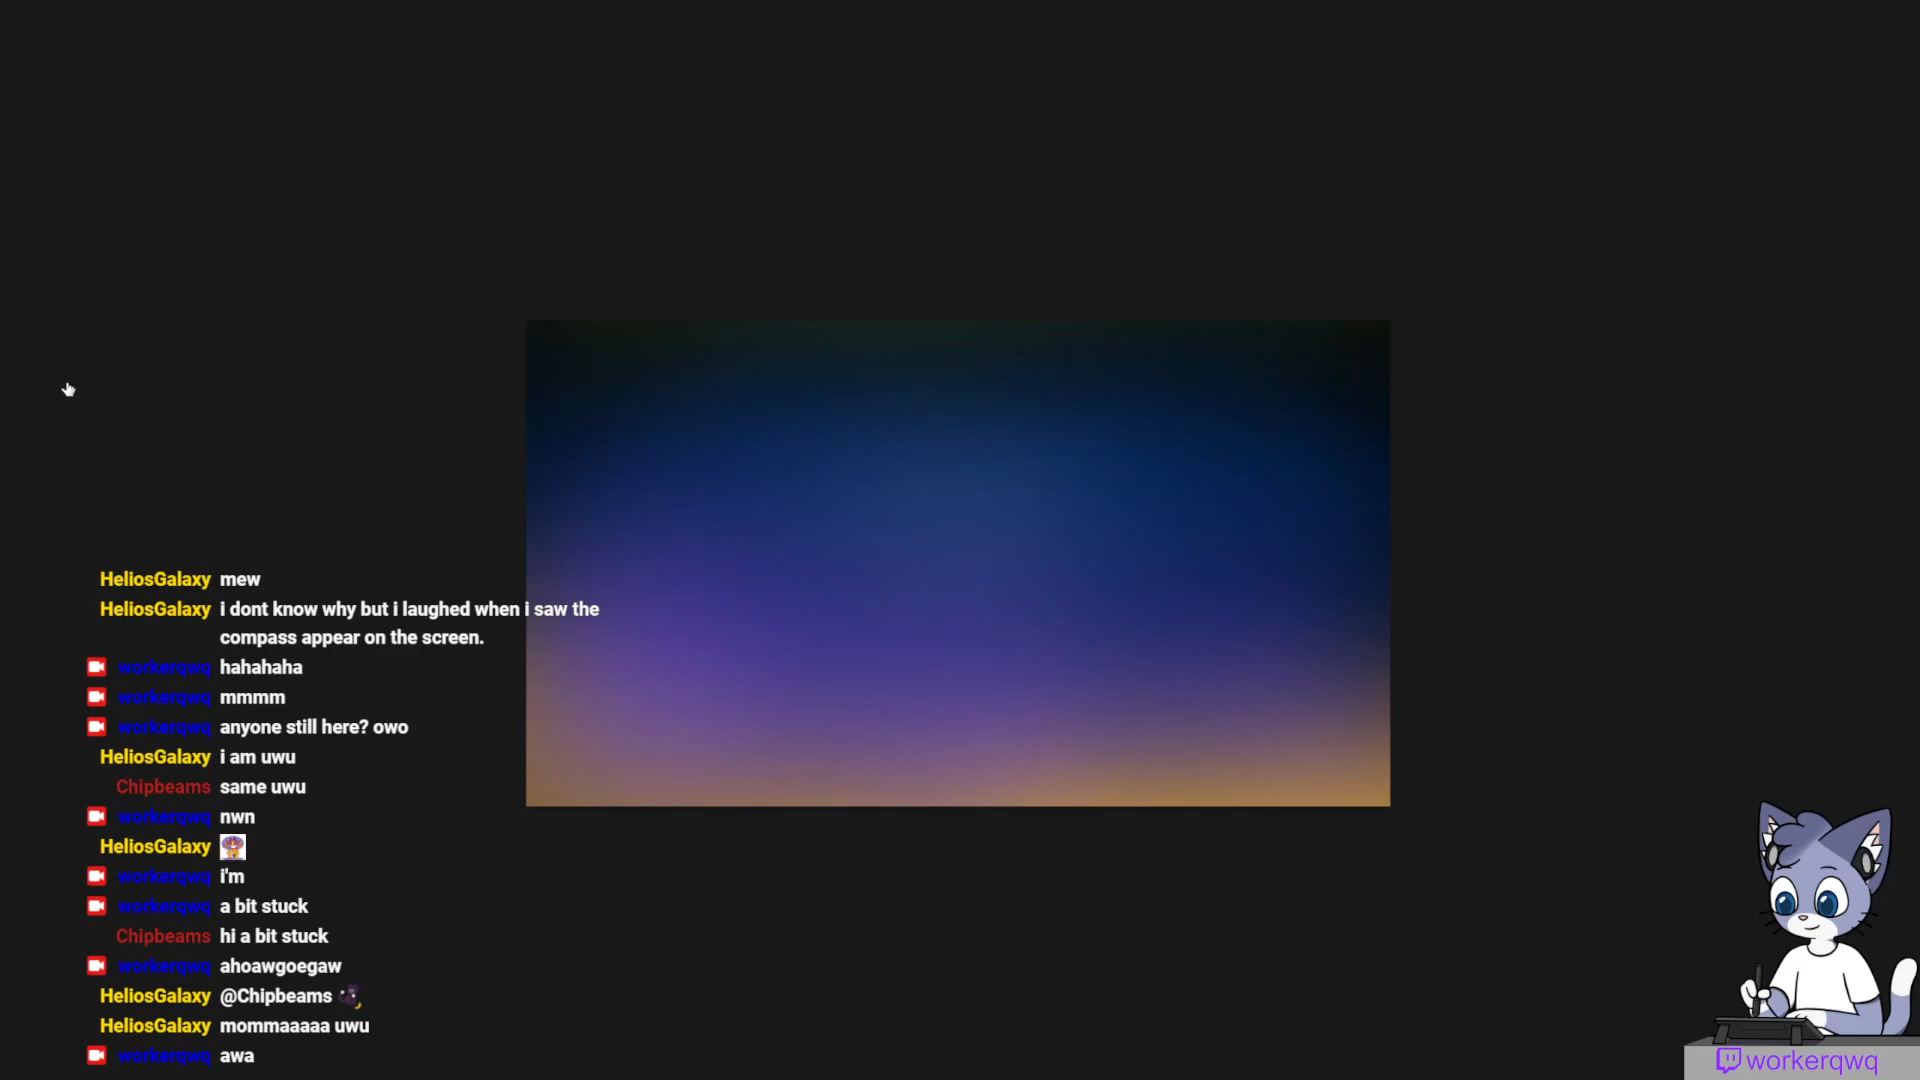 HeliosGalaxy mew
HeliosGalaxy i dont know why but i laughed when i saw the
compass appear on the screen.
workerqwq hahahaha
workerqwq mmmm
workerqwq anyone still here? owo
HeliosGalaxy i am uwu
Chipbeams same uwu
workerqwq nwn
HeliosGalaxy
workerqwq i'm
workerqwq a bit stuck
Chipbeams hi a bit stuck
workerqwq ahoawgoegaw
HeliosGalaxy @Chipbeams
HeliosGalaxy mommaaaaa uwu
workerqwq awa
workerqwq